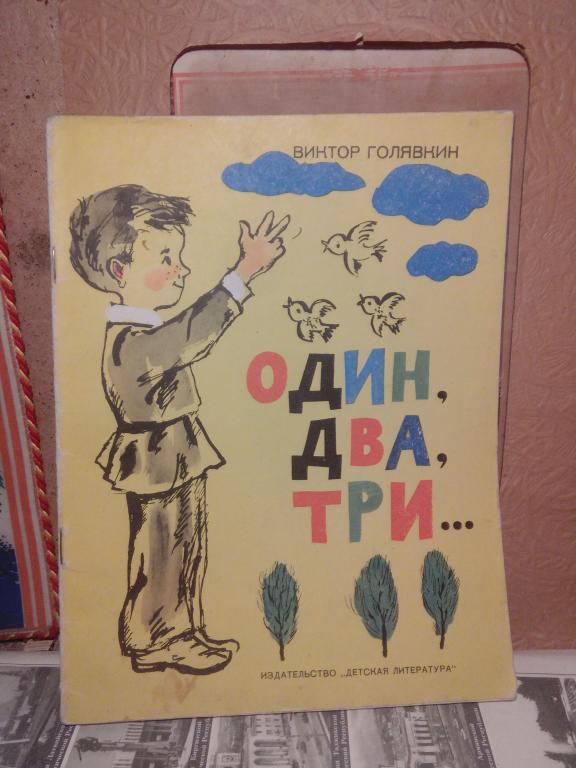 ВИКТОР ГОЛЯВКИН
ОДИН,
ДВА,
ТРИ...
ИЗДАТЕЛЬСТВО „ДЕТСКАЯ ЛИТЕРАТУРА“